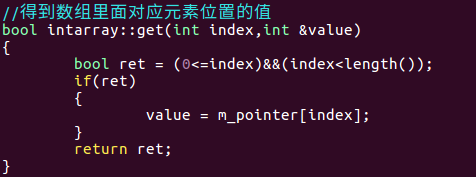 //得到数组里面对应元素位置的值
bool intarray::get(int index,int &value)
{
        bool ret = (0<=index)&&(index<length());
        if(ret)
        {
                value = m_pointer[index];
        }
        return ret;
}